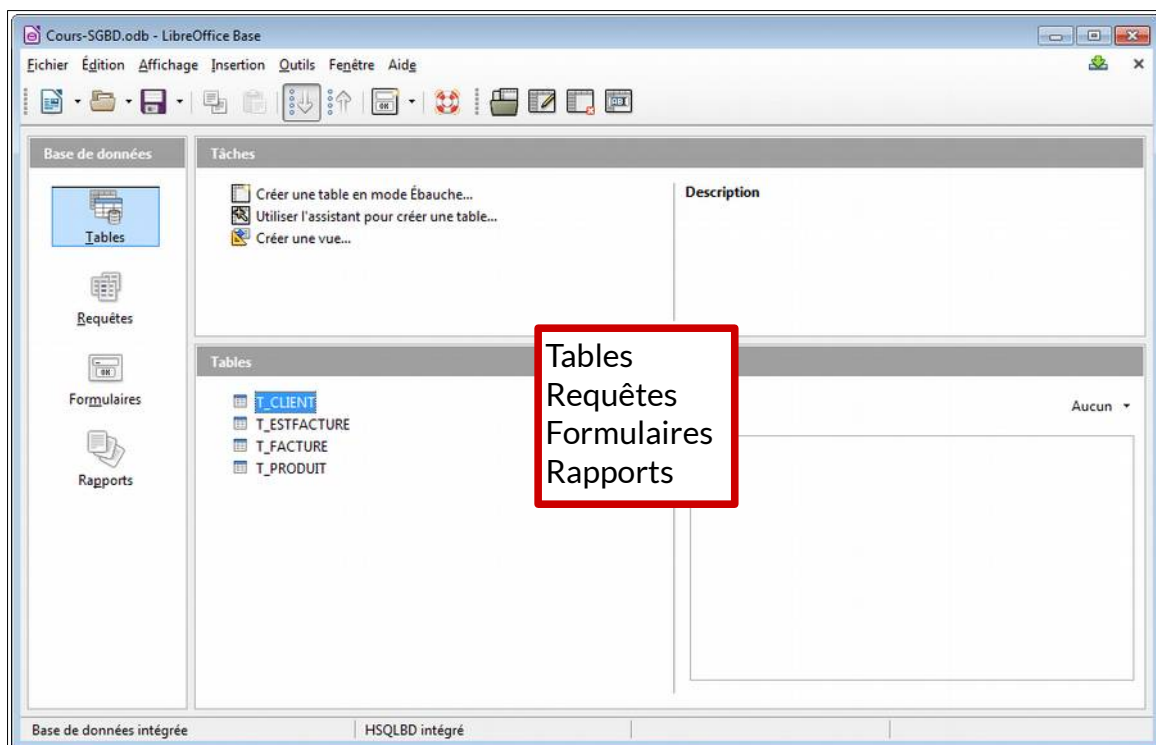 Cours-SGBD.odb - LibreOffice Base
Fichier Édition Affichage Insertion Outils Fenêtre Aide
Base de données
Tables
Requêtes
Formulaires
Rapports
Tâches
Créer une table en mode Ébauche...
Utiliser l'assistant pour créer une table...
Créer une vue...
Description
Tables
T_CLIENT
T_ESTFACTURE
T_FACTURE
T_PRODUIT
Aucun
Tables
Requêtes
Formulaires
Rapports
Base de données intégrée
HSQLBD intégré